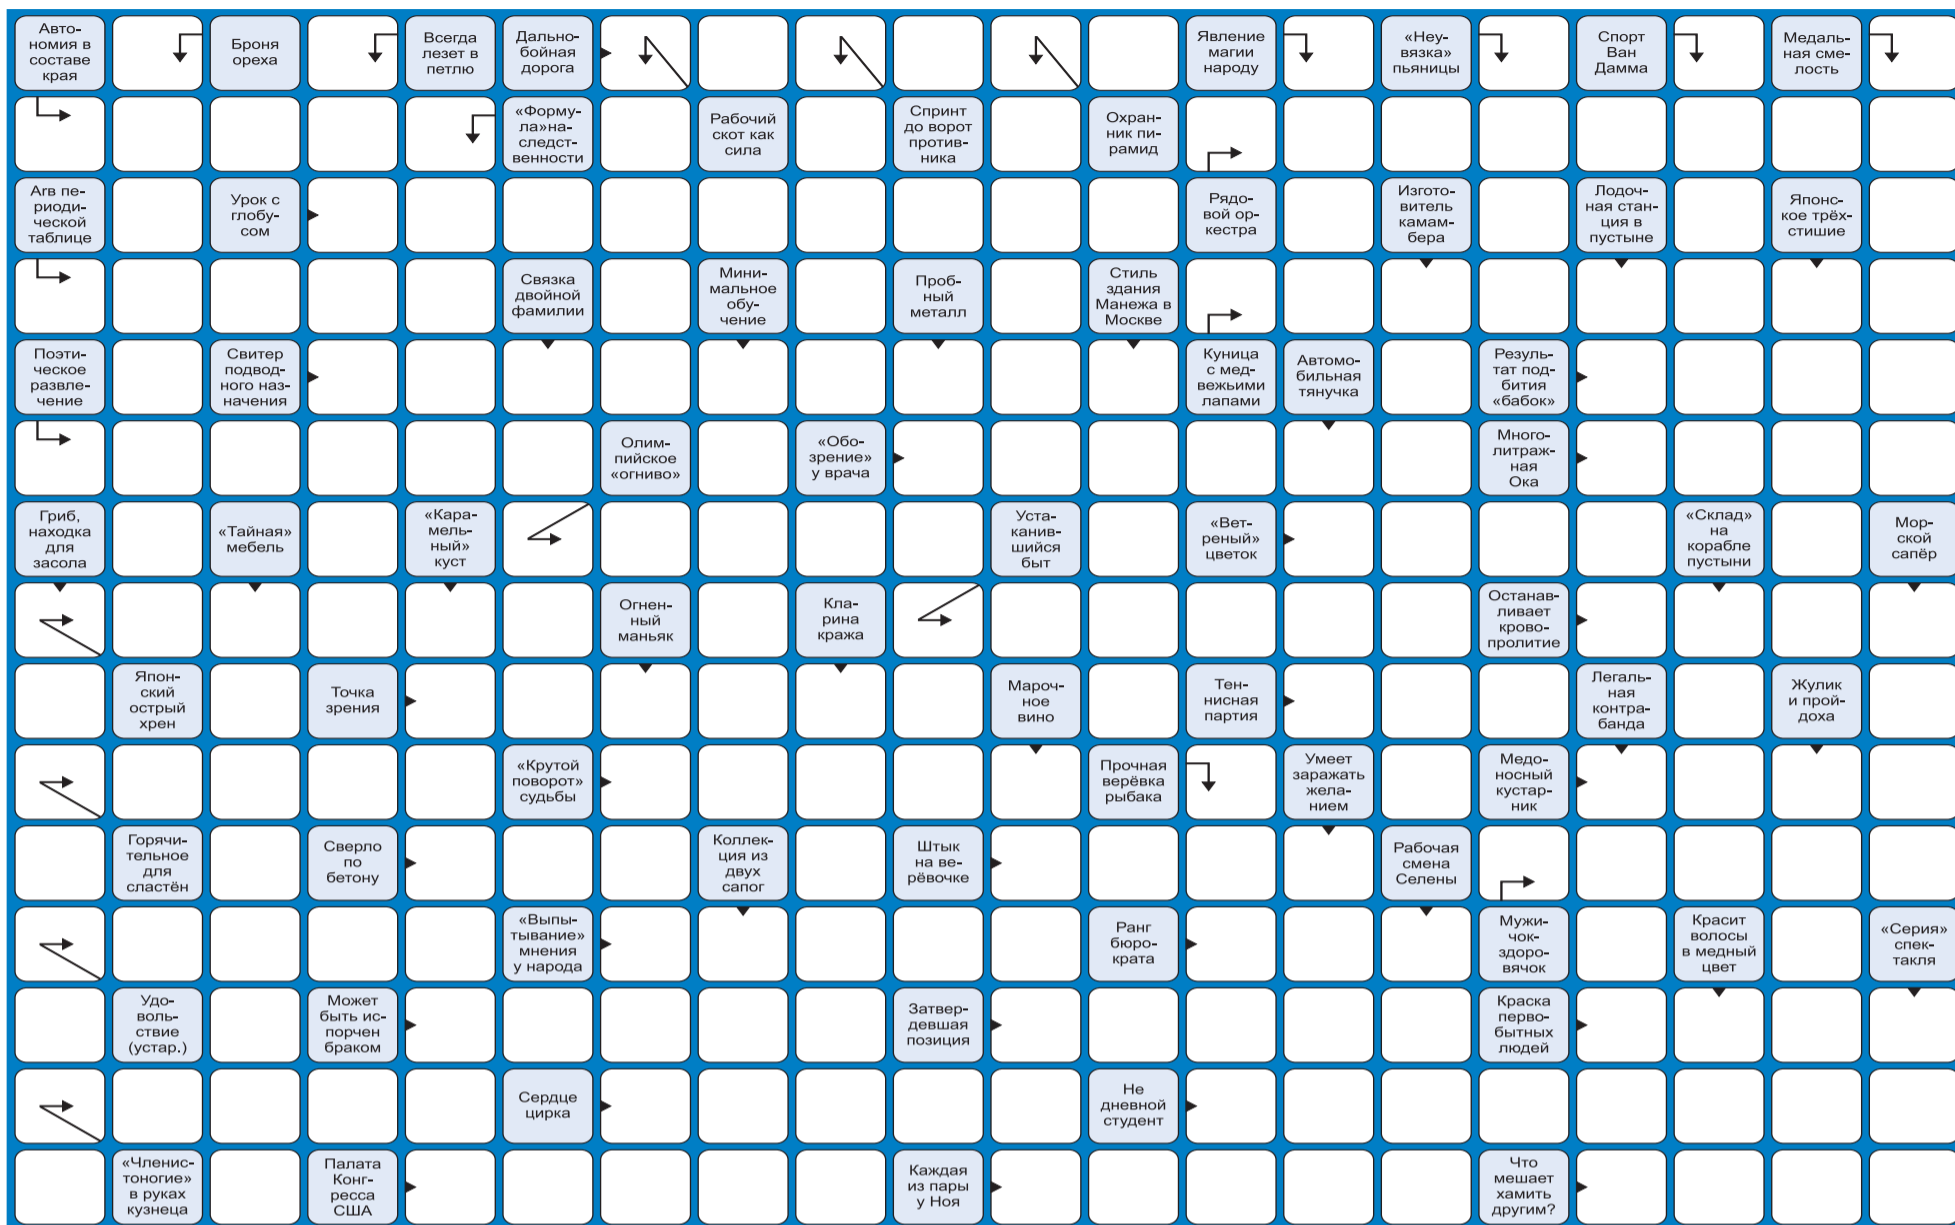 Авто-
номия в
составе
края
Броня
ореха
Всегда
лезет в
петлю
Дально-
бойная
дорога
Явление
магии
народу
«Неу-
вязка»
пьяницы
Спорт
Ван
Дамма
Медаль-
ная сме-
лость
«Форму-
ла»на-
следст-
венности
Рабочий
скот как
сила
Спринт
до ворот
против-
ника
Охран-
ник пи-
рамид
Arв пе-
риоди-
ческой
таблице
Урок с
глобу-
сом
Рядо-
вой ор-
кестра
Изгото-
витель
камам-
бера
Лодоч-
ная стан-
ция в
пустыне
Японс-
кое трёх-
стишие
Связка
двойной
фамилии
Мини-
мальное
обу-
чение
Проб-
ный
металл
Стиль
здания
Манежа в
Москве
Поэти-
ческое
развле-
чение
Свитер
подвод-
ного наз-
начения
Куница
с мед-
вежьими
лапами
Автомо-
бильная
тянучка
Резуль-
тат под-
бития
«бабок»
Олим-
пийское
«огниво»
«Обо-
зрение»
у врача
Много-
литраж-
ная
Ока
Гриб,
находка
для
засола
«Тайная»
мебель
«Кара-
мель-
ный»
куст
Уста-
канив-
шийся
быт
«Вет-
реный»
цветок
«Склад»
на
корабле
пустыни
Мор-
ской
сапёр
Огнен-
ный
маньяк
Кла-
рина
кража
Останав-
ливает
крово-
пролитие
Япон-
ский
острый
хрен
Точка
зрения
Мароч-
ное
вино
Тен-
нисная
партия
Легаль-
ная
контра-
банда
Жулик
и прой-
доха
«Крутой
поворот»
судьбы
Прочная
верёвка
рыбака
Умеет
заражать
жела-
нием
Медо-
носный
кустар-
ник
Горячи-
тельное
для
сластён
Сверло
по
бетону
Коллек-
ция из
двух
сапог
Штык
на ве-
рёвочке
Рабочая
смена
Селены
«Выпы-
тывание»
мнения
у народа
Ранг
бюро-
крата
Мужи-
чок-
здоро-
вячок
Красит
волосы
в медный
цвет
«Серия»
спек-
такля
Удо-
воль-
ствие
(устар.)
Может
быть ис-
порчен
браком
Затвер-
девшая
позиция
Краска
перво-
бытных
людей
Сердце
цирка
Не
дневной
студент
«Членис-
тоногие»
в руках
кузнеца
Палата
Конг-
ресса
США
Каждая
из пары
у Ноя
Что
мешает
хамить
другим?